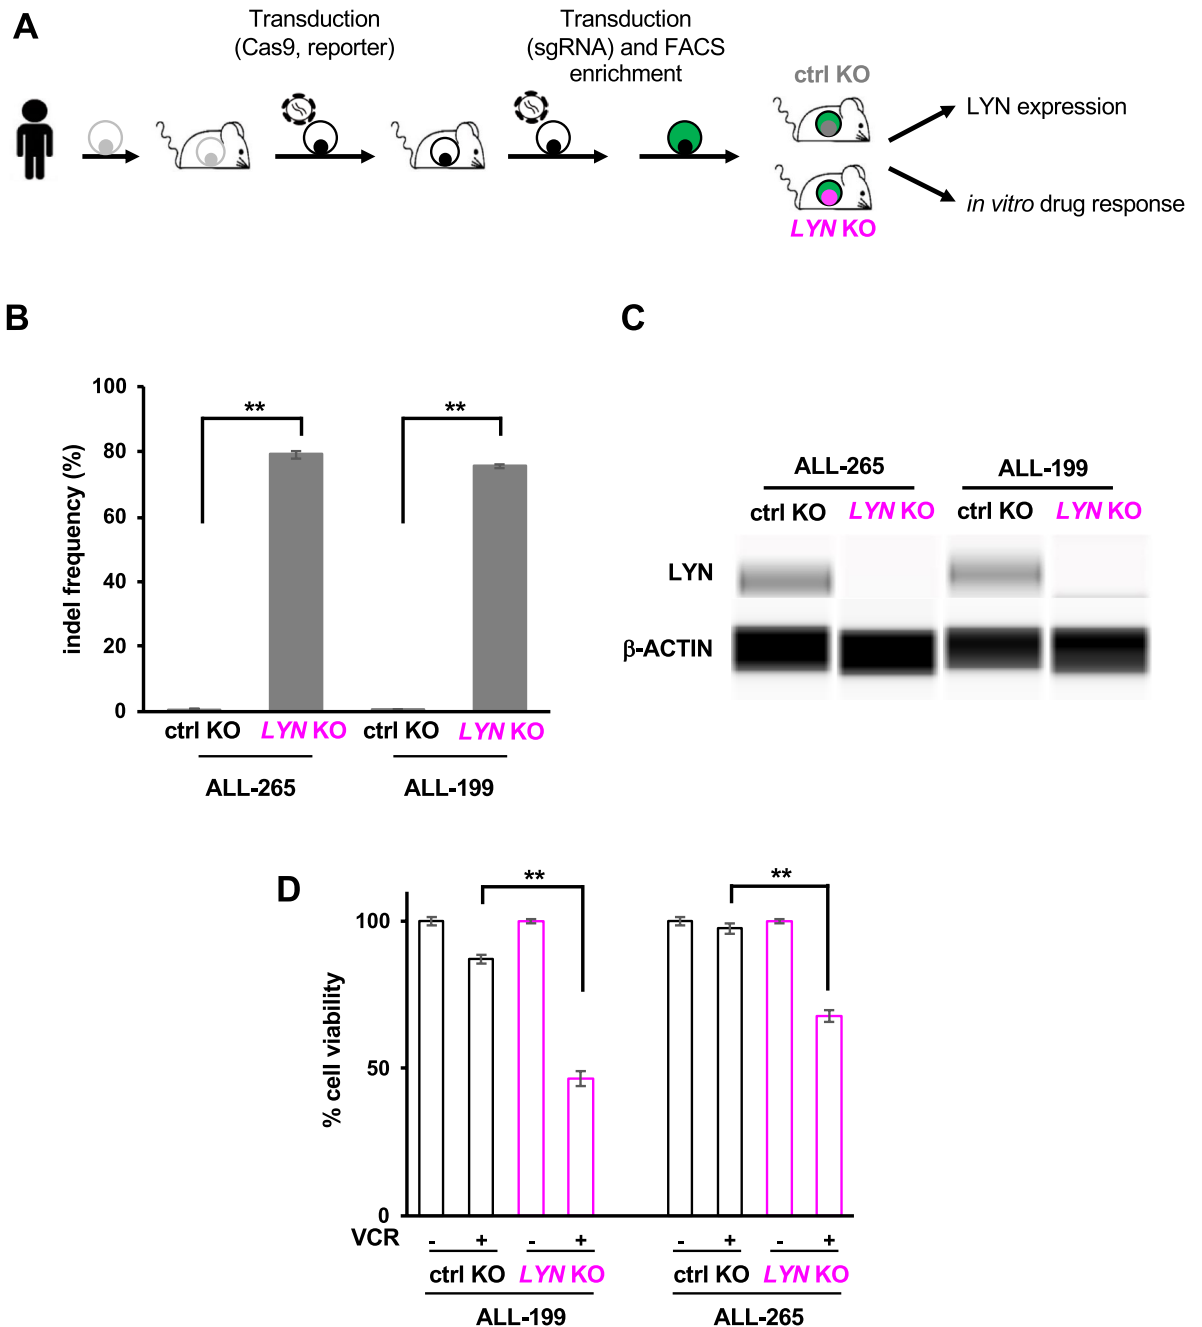 A
Transduction
(Cas9, reporter)
Transduction
(sgRNA) and FACS
enrichment
ctrl KO
LYN KO
LYN expression
in vitro drug response
B
indel frequency (%)
100
80
60
40
20
0
**
**
ctrl KO LYN KO ctrl KO LYN KO
ALL-265 ALL-199
C
ALL-265 ALL-199
ctrl KO LYN KO ctrl KO LYN KO
LYN
β-ACTIN
D
% cell viability
100
50
0
**
**
VCR - + - + - + - +
ctrl KO LYN KO ctrl KO LYN KO
ALL-199 ALL-265